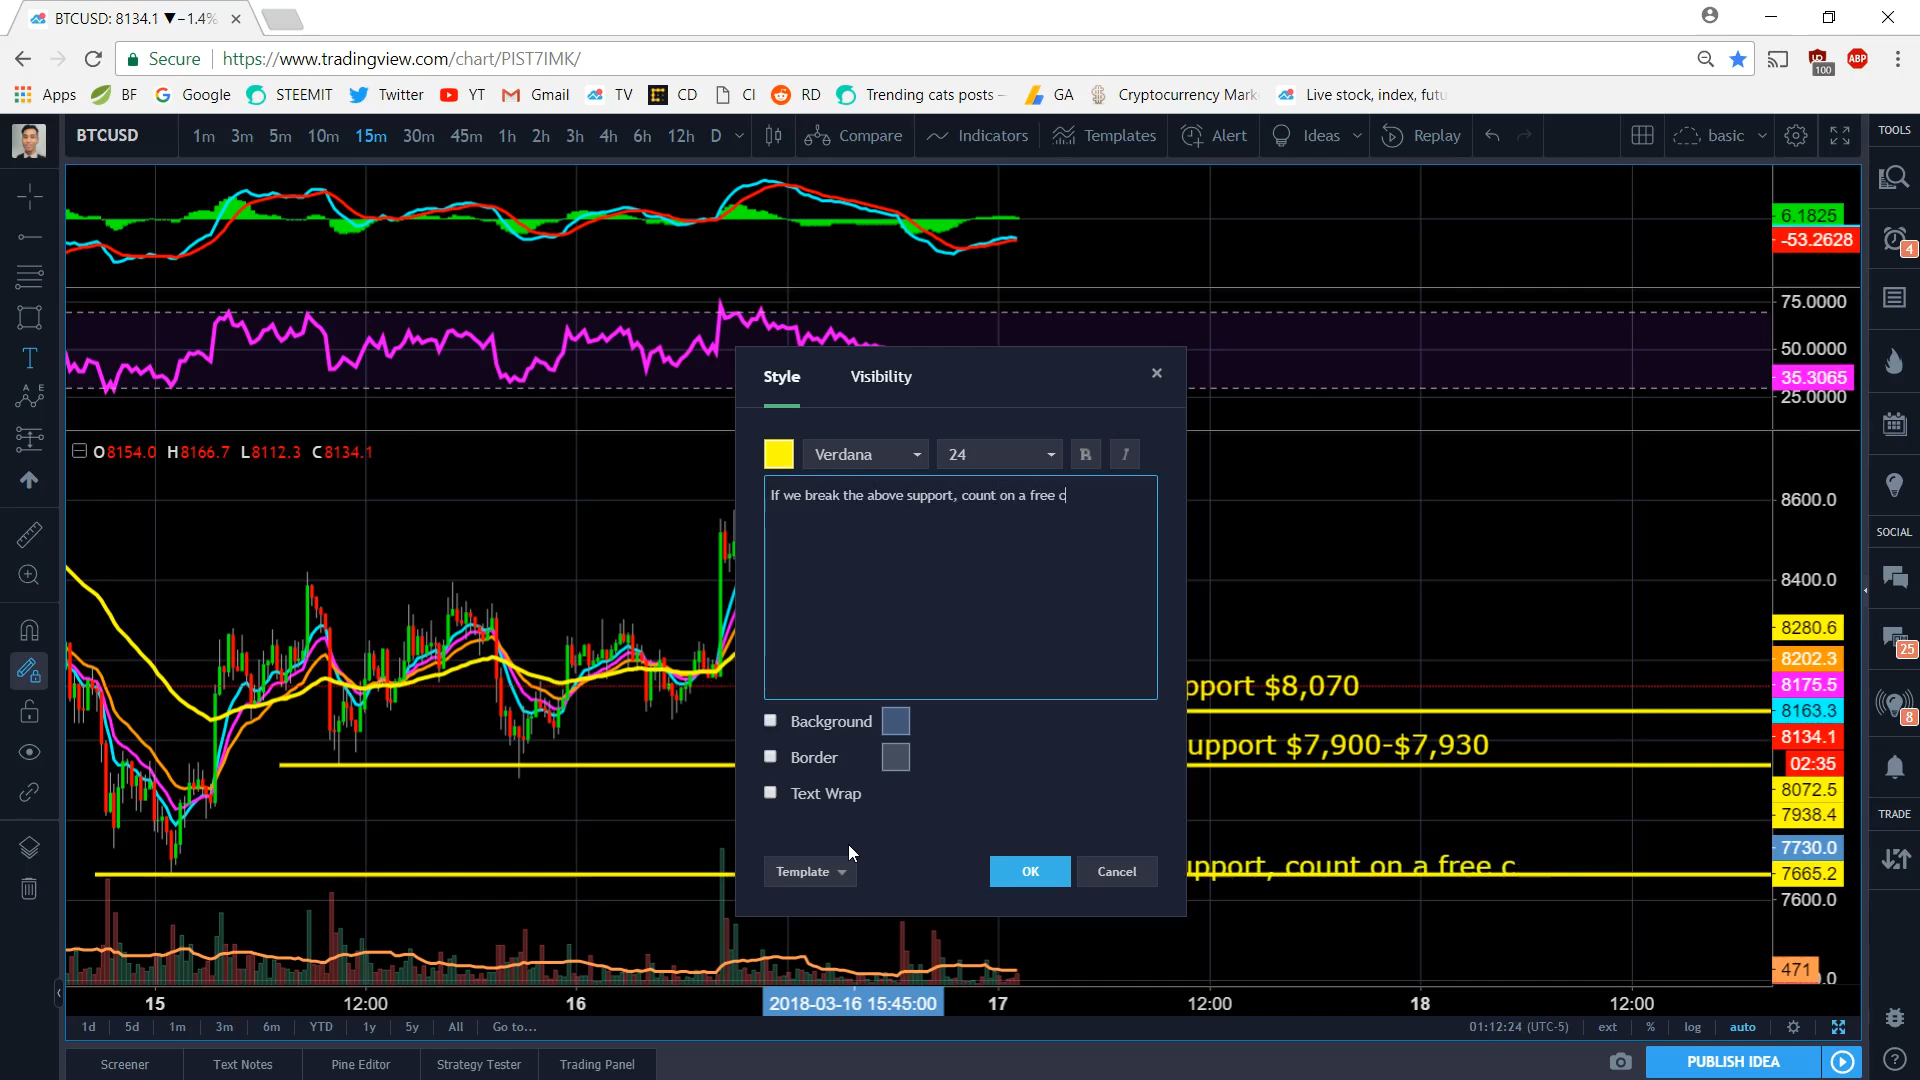 BTCUSD: 8134.1 ▼−1.4%
Secure https://www.tradingview.com/chart/PIST7IMK/
100
ABP
Apps BF Google STEEMIT Twitter YT Gmail TV CD CI RD Trending cats posts – GA Cryptocurrency Mark Live stock, index, futu
BTCUSD 1m 3m 5m 10m 15m 30m 45m 1h 2h 3h 4h 6h 12h D Compare Indicators Templates Alert Ideas Replay basic
TOOLS
6.1825
-53.2628
4
75.0000
50.0000
35.3065
25.0000
Style Visibility
O8154.0 H8166.7 L8112.3 C8134.1
Verdana 24 B I
If we break the above support, count on a free c
8600.0
SOCIAL
8400.0
8280.6
25
8202.3
pport $8,070
8175.5
8163.3
8
Background
8134.1
upport $7,900-$7,930
Border
02:35
8072.5
Text Wrap
7938.4
TRADE
7730.0
upport, count on a free c
7665.2
Template OK Cancel
7600.0
471
.0
15 12:00 16 2018-03-16 15:45:00 17 12:00 18 12:00
1d 5d 1m 3m 6m YTD 1y 5y All Go to... 01:12:24 (UTC-5) ext % log auto
Screener Text Notes Pine Editor Strategy Tester Trading Panel PUBLISH IDEA